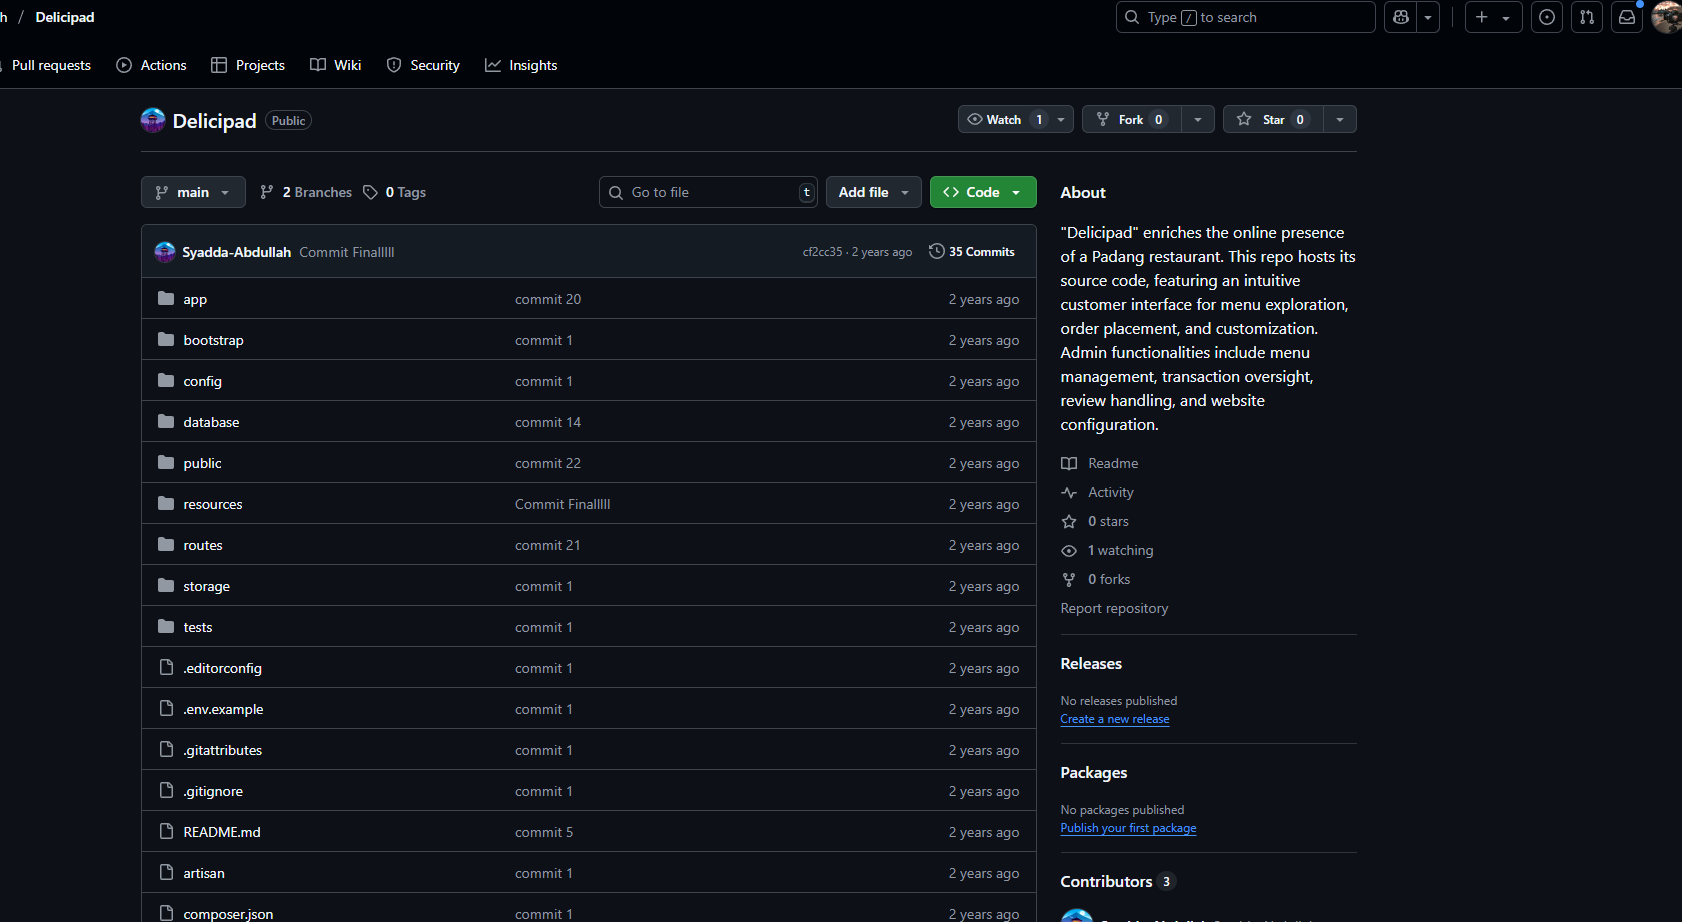 h / Delicipad
Type / to search
Pull requests Actions Projects Wiki Security Insights
Delicipad Public
Watch 1 Fork 0 Star 0
main 2 Branches 0 Tags
Go to file t Add file <> Code
Syadda-Abdullah Commit Finalllll cf2cc35 · 2 years ago 35 Commits
app commit 20 2 years ago
bootstrap commit 1 2 years ago
config commit 1 2 years ago
database commit 14 2 years ago
public commit 22 2 years ago
resources Commit Finalllll 2 years ago
routes commit 21 2 years ago
storage commit 1 2 years ago
tests commit 1 2 years ago
.editorconfig commit 1 2 years ago
.env.example commit 1 2 years ago
.gitattributes commit 1 2 years ago
.gitignore commit 1 2 years ago
README.md commit 5 2 years ago
artisan commit 1 2 years ago
composer.json commit 1 2 years ago
About
"Delicipad" enriches the online presence
of a Padang restaurant. This repo hosts its
source code, featuring an intuitive
customer interface for menu exploration,
order placement, and customization.
Admin functionalities include menu
management, transaction oversight,
review handling, and website
configuration.
Readme
Activity
0 stars
1 watching
0 forks
Report repository
Releases
No releases published
Create a new release
Packages
No packages published
Publish your first package
Contributors 3